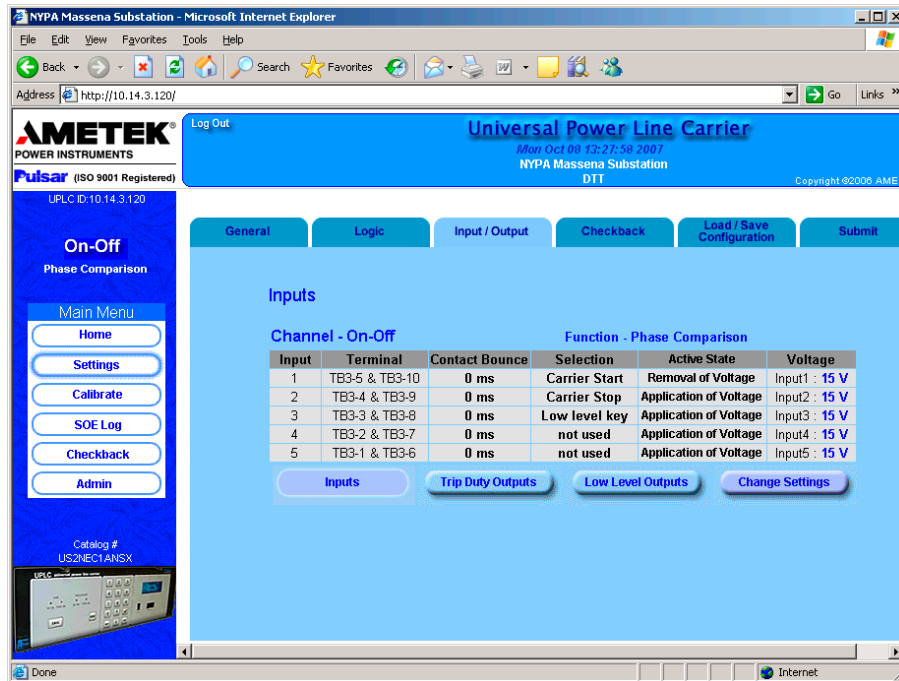 NYPA Massena Substation - Microsoft Internet Explorer
File Edit View Favorites Tools Help
Back Search Favorites
Address http://10.14.3.120/ Go Links »
AMETEK®
POWER INSTRUMENTS
Pulsar (ISO 9001 Registered)
Log Out
Universal Power Line Carrier
Mon Oct 08 13:27:58 2007
NYPA Massena Substation
DTT
Copyright ©2006 AME
UPLC ID:10.14.3.120
On-Off
Phase Comparison
Main Menu
Home
Settings
Calibrate
SOE Log
Checkback
Admin
Catalog #
US2NEC1ANSX
UPLC
General Logic Input / Output Checkback Load / Save Configuration Submit
Inputs
Channel - On-Off Function - Phase Comparison
Input Terminal Contact Bounce Selection Active State Voltage
1 TB3-5 & TB3-10 0 ms Carrier Start Removal of Voltage Input1 : 15 V
2 TB3-4 & TB3-9 0 ms Carrier Stop Application of Voltage Input2 : 15 V
3 TB3-3 & TB3-8 0 ms Low level key Application of Voltage Input3 : 15 V
4 TB3-2 & TB3-7 0 ms not used Application of Voltage Input4 : 15 V
5 TB3-1 & TB3-6 0 ms not used Application of Voltage Input5 : 15 V
Inputs Trip Duty Outputs Low Level Outputs Change Settings
Done Internet